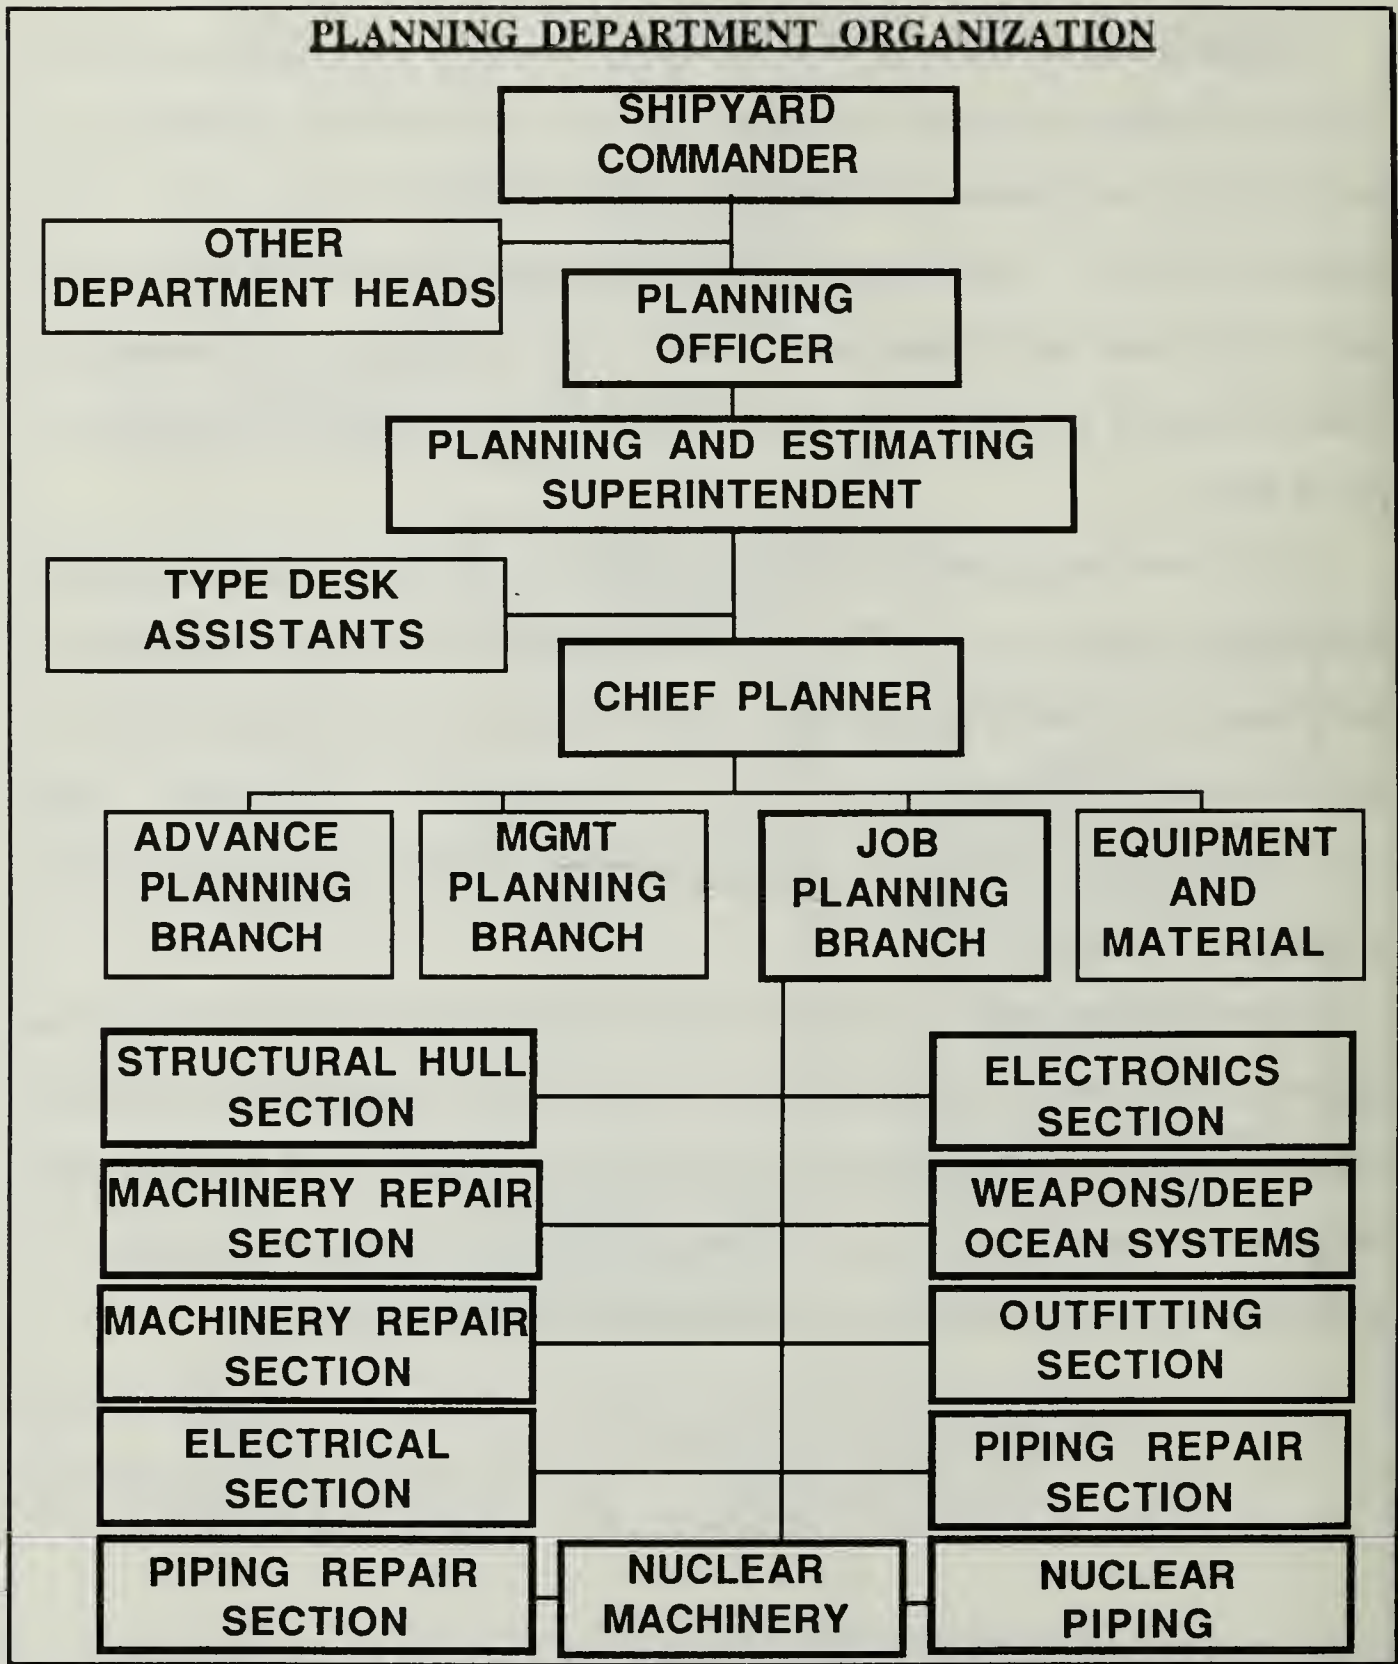 PLANNING DEPARTMENT ORGANIZATION
SHIPYARD
COMMANDER
OTHER
DEPARTMENT HEADS
PLANNING
OFFICER
PLANNING AND ESTIMATING
SUPERINTENDENT
TYPE DESK
ASSISTANTS
CHIEF PLANNER
ADVANCE
PLANNING
BRANCH
MGMT
PLANNING
BRANCH
JOB
PLANNING
BRANCH
EQUIPMENT
AND
MATERIAL
STRUCTURAL HULL
SECTION
ELECTRONICS
SECTION
MACHINERY REPAIR
SECTION
WEAPONS/DEEP
OCEAN SYSTEMS
MACHINERY REPAIR
SECTION
OUTFITTING
SECTION
ELECTRICAL
SECTION
PIPING REPAIR
SECTION
PIPING REPAIR
SECTION
NUCLEAR
MACHINERY
NUCLEAR
PIPING